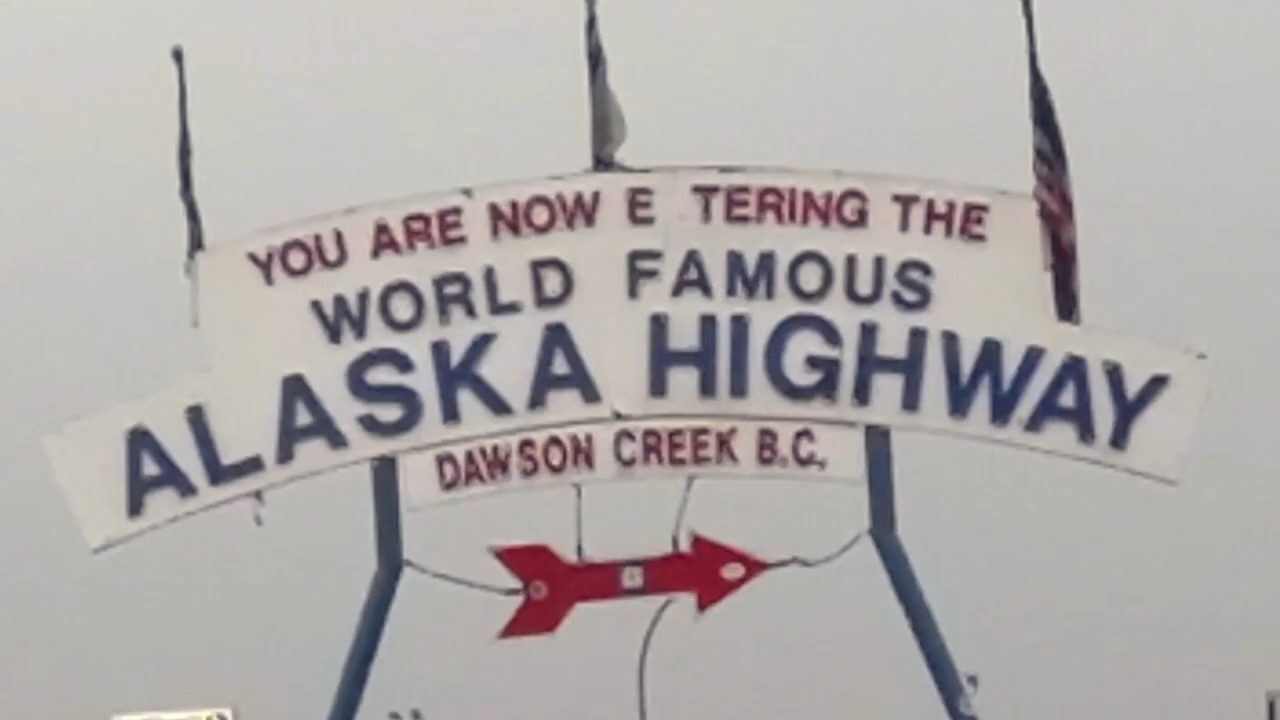 YOU ARE NOW E TERING THE
WORLD FAMOUS
ALASKA HIGHWAY
DAWSON CREEK B.C.